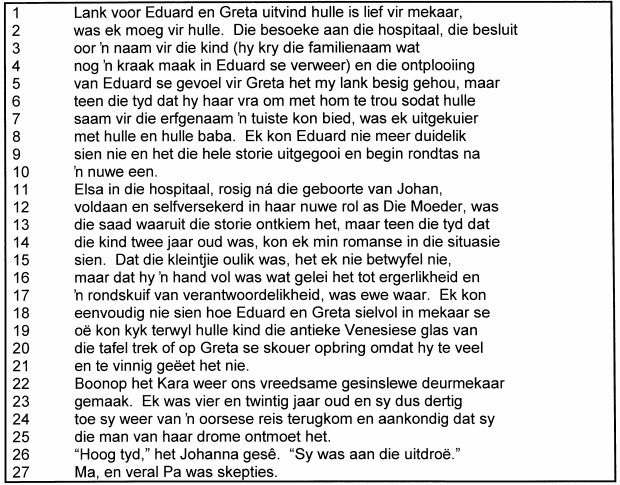 1 Lank voor Eduard en Greta uitvind hulle is lief vir mekaar,
2 was ek moeg vir hulle. Die besoeke aan die hospitaal, die besluit
3 oor 'n naam vir die kind (hy kry die familienaam wat
4 nog 'n kraak maak in Eduard se verweer) en die ontplooiing
5 van Eduard se gevoel vir Greta het my lank besig gehou, maar
6 teen die tyd dat hy haar vra om met hom te trou sodat hulle
7 saam vir die erfgenaam 'n tuiste kon bied, was ek uitgekuier
8 met hulle en hulle baba. Ek kon Eduard nie meer duidelik
9 sien nie en het die hele storie uitgegooi en begin rondtas na
10 'n nuwe een.
11 Elsa in die hospitaal, rosig ná die geboorte van Johan,
12 voldaan en selfversekerd in haar nuwe rol as Die Moeder, was
13 die saad waaruit die storie ontkiem het, maar teen die tyd dat
14 die kind twee jaar oud was, kon ek min romanse in die situasie
15 sien. Dat die kleintjie oulik was, het ek nie betwyfel nie,
16 maar dat hy 'n hand vol was wat gelei het tot ergerlikheid en
17 'n rondskuif van verantwoordelikheid, was ewe waar. Ek kon
18 eenvoudig nie sien hoe Eduard en Greta sielvol in mekaar se
19 oë kon kyk terwyl hulle kind die antieke Venesiese glas van
20 die tafel trek of op Greta se skouer opbring omdat hy te veel
21 en te vinnig geëet het nie.
22 Boonop het Kara weer ons vreedsame gesinslewe deurmekaar
23 gemaak. Ek was vier en twintig jaar oud en sy dus dertig
24 toe sy weer van 'n oorsese reis terugkom en aankondig dat sy
25 die man van haar drome ontmoet het.
26 "Hoog tyd," het Johanna gesê. "Sy was aan die uitdroë."
27 Ma, en veral Pa was skepties.